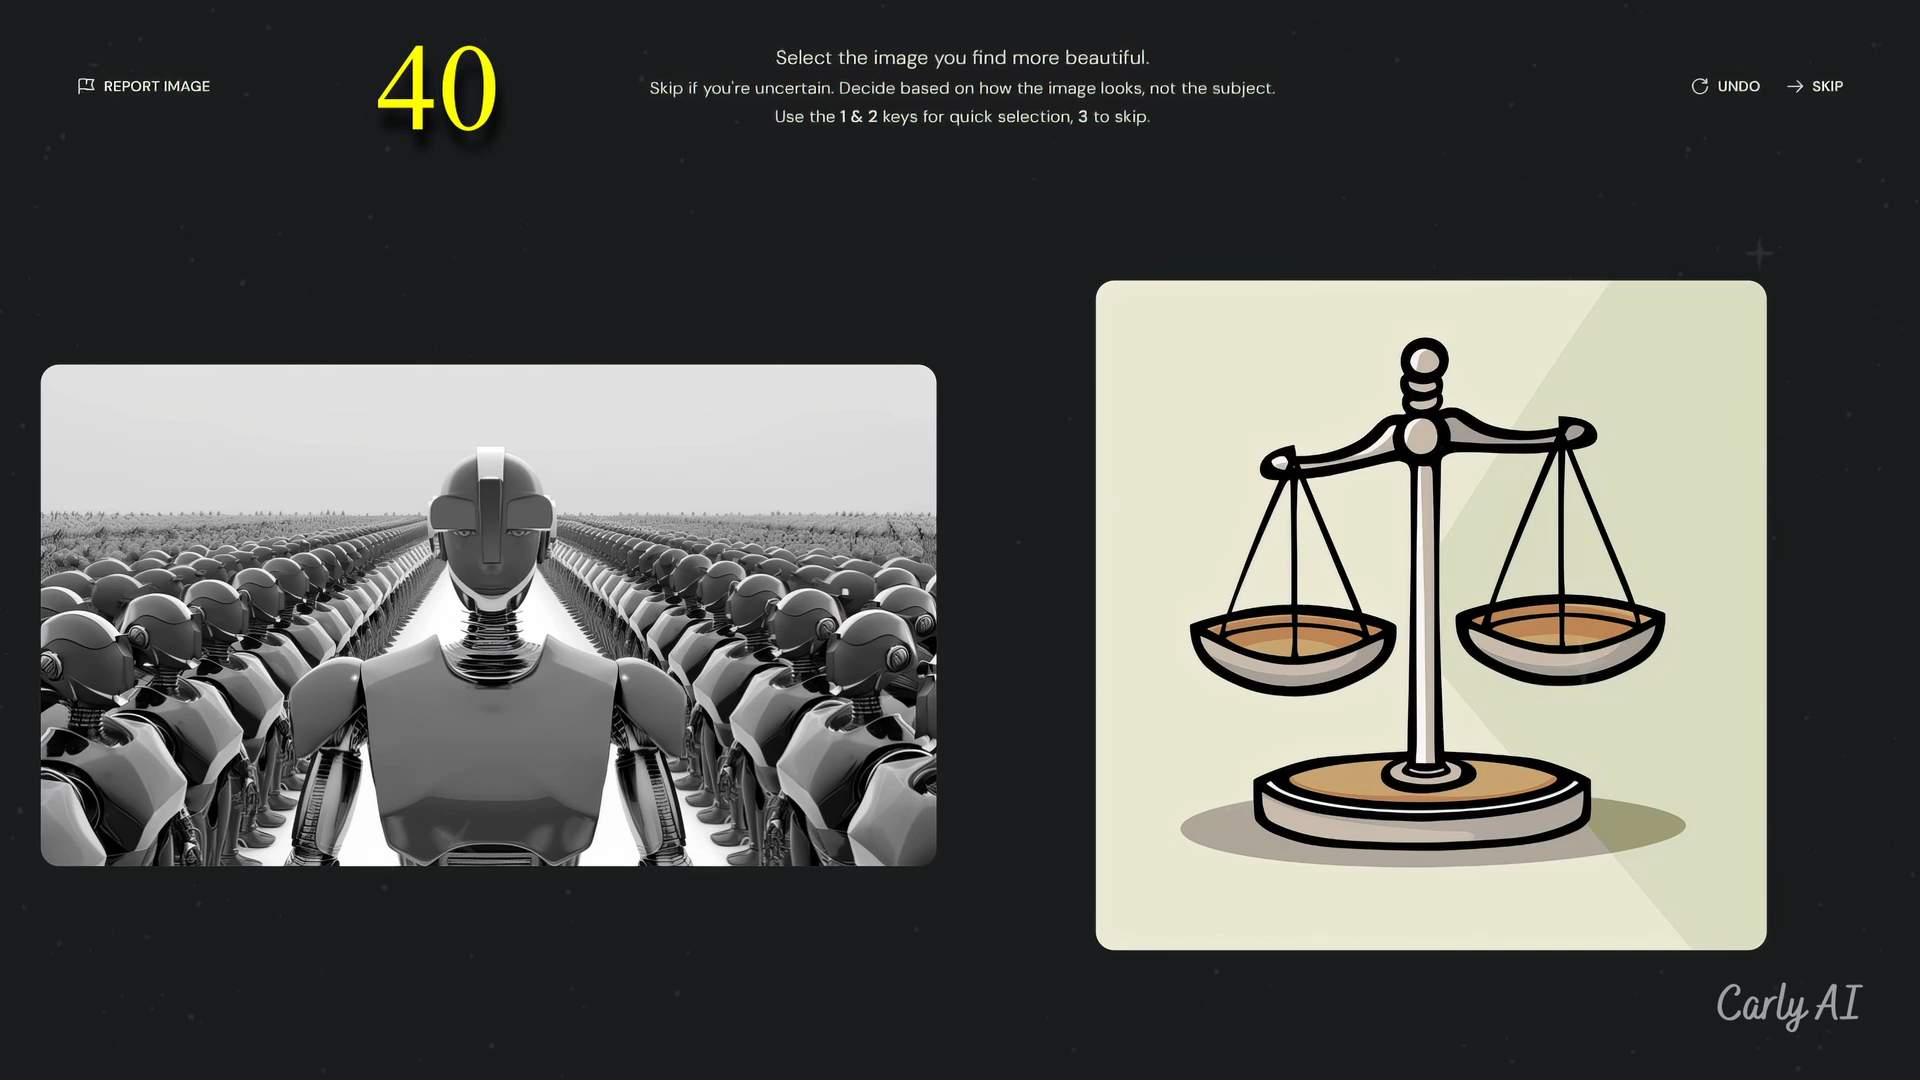 REPORT IMAGE
40
Select the image you find more beautiful.
Skip if you're uncertain. Decide based on how the image looks, not the subject.
Use the 1 & 2 keys for quick selection, 3 to skip.
UNDO
SKIP
Carly AI